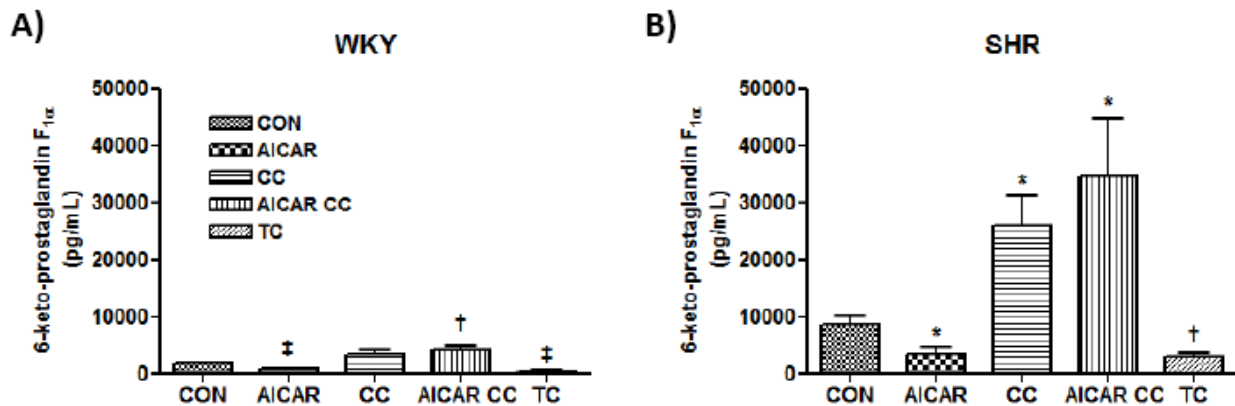 A)
WKY
6-keto-prostaglandin F1α
(pg/mL)
50000
40000
30000
20000
10000
0
CON
AICAR
CC
AICAR CC
TC
‡
†
‡
CON AICAR CC AICAR CC TC
B)
SHR
6-keto-prostaglandin F1α
(pg/mL)
50000
40000
30000
20000
10000
0
*
*
*
†
CON AICAR CC AICAR CC TC